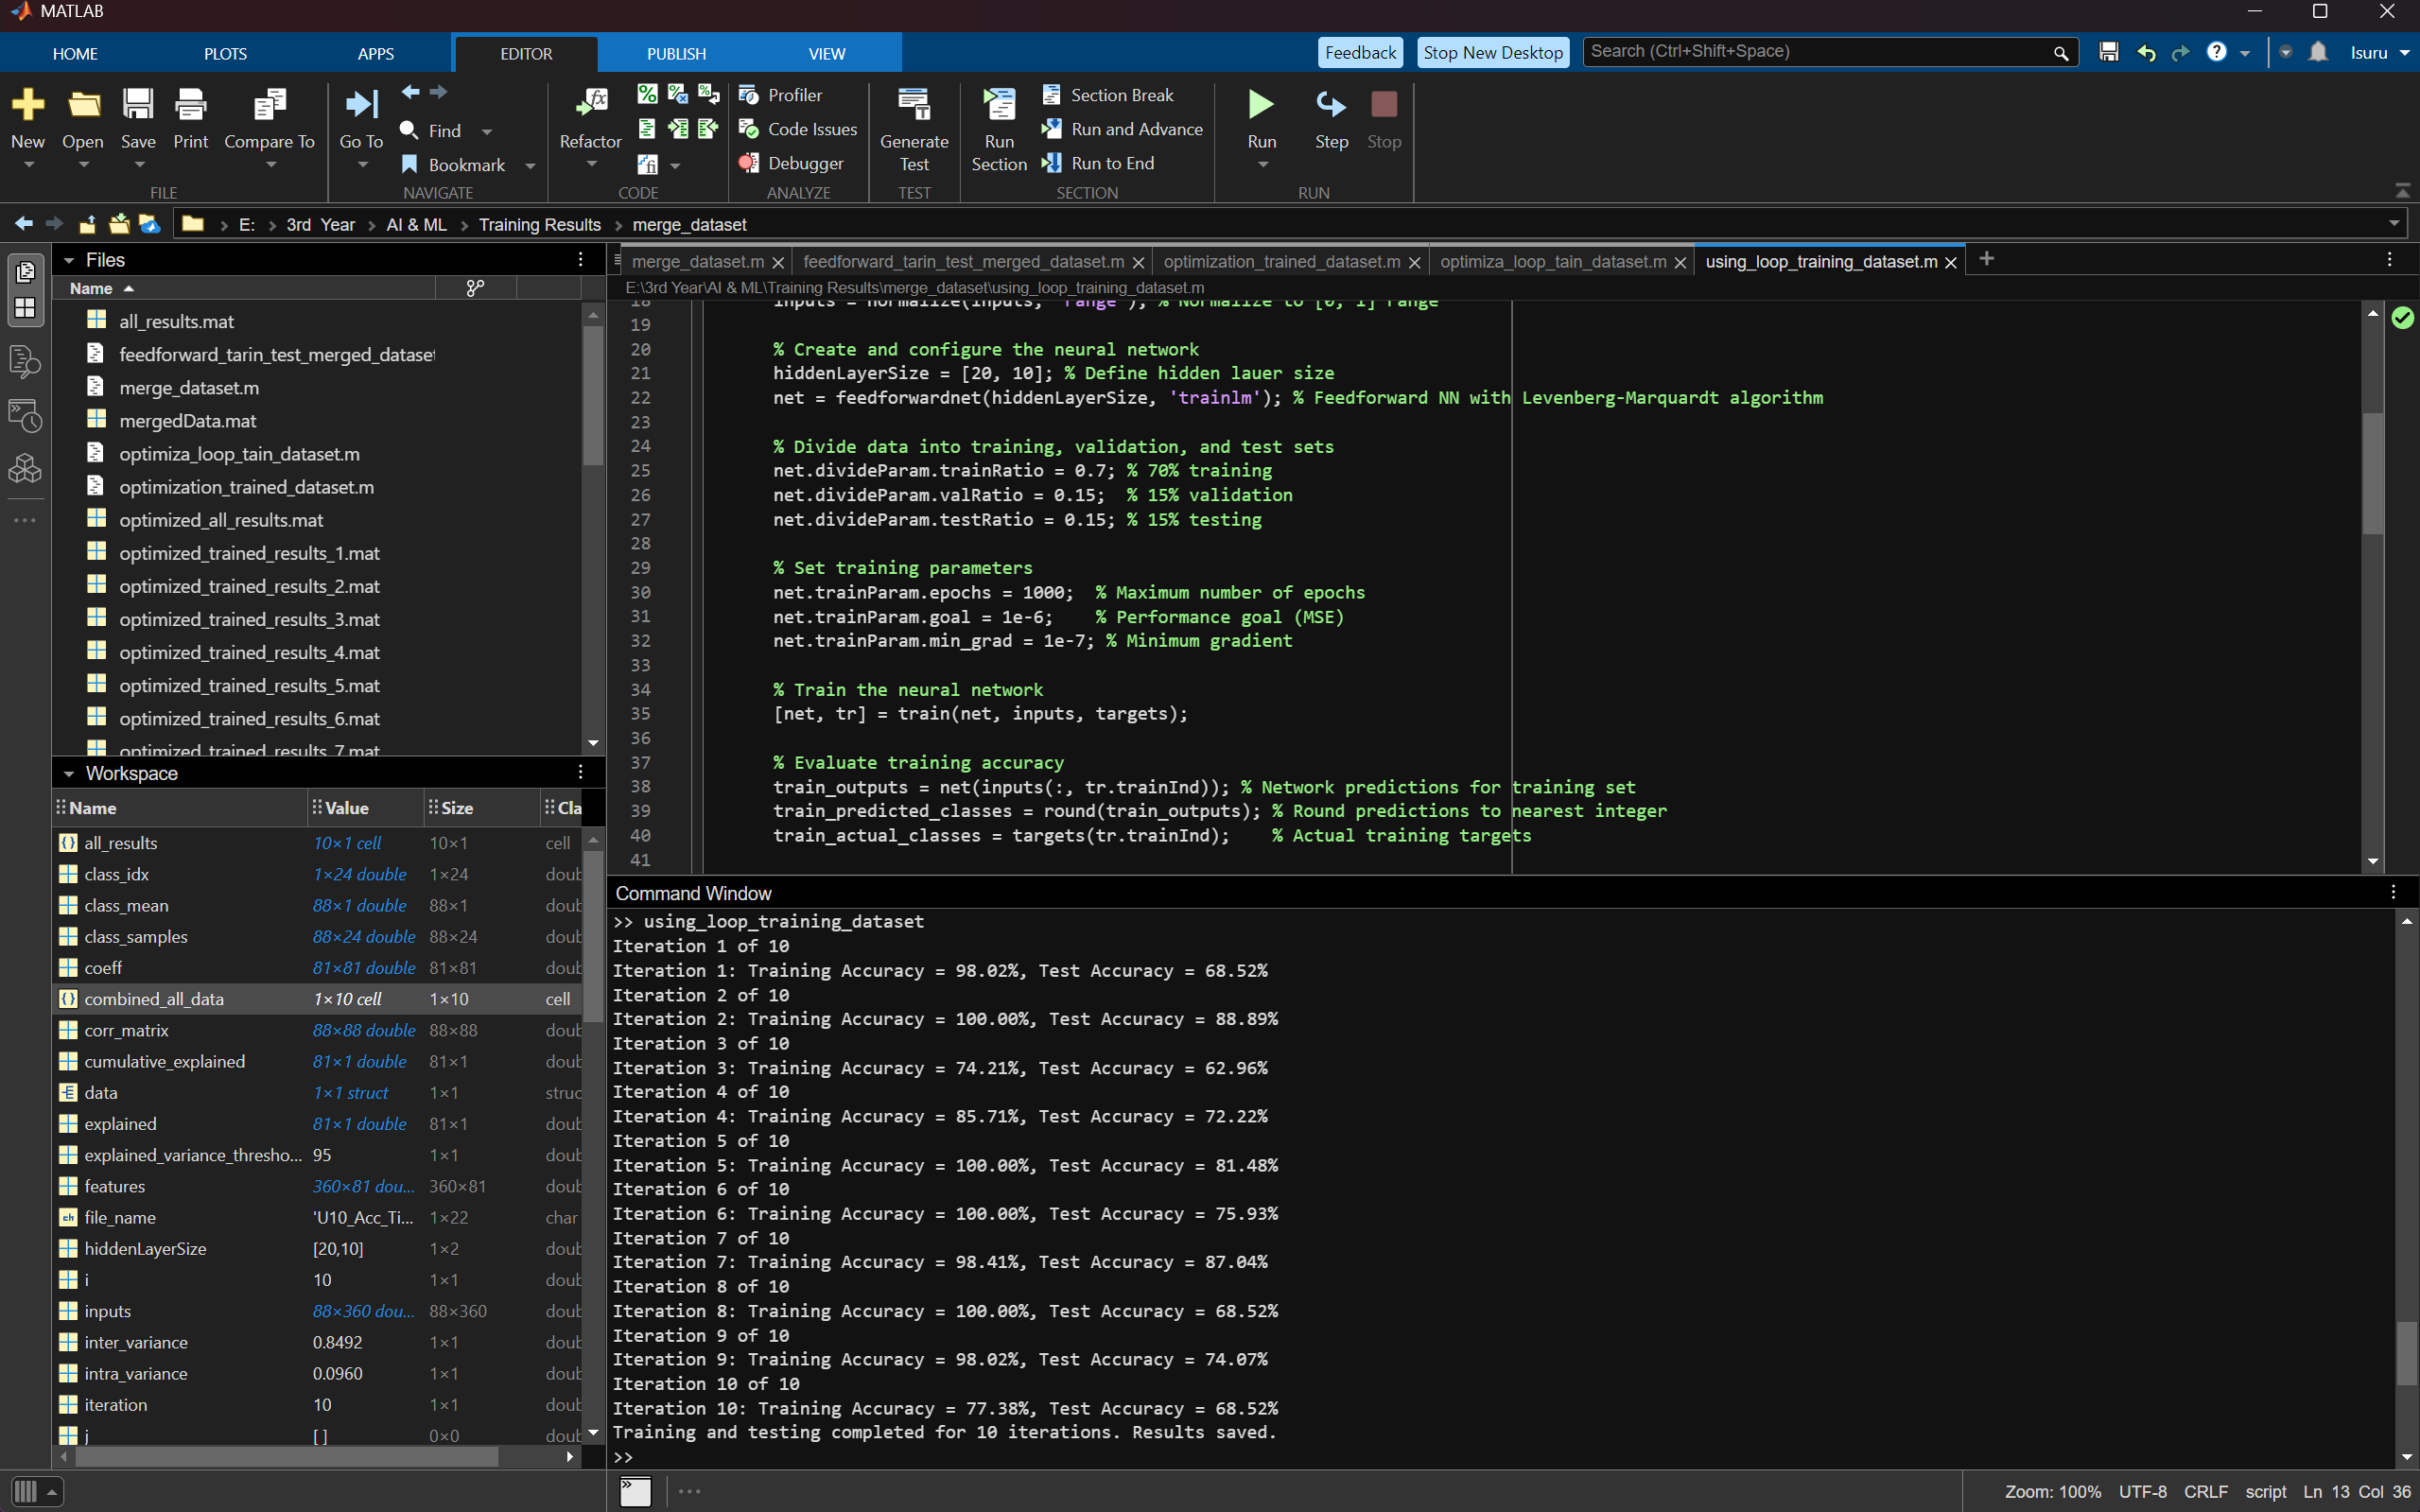 MATLAB
HOME PLOTS APPS EDITOR PUBLISH VIEW Feedback Stop New Desktop Search (Ctrl+Shift+Space) Isuru
New Open Save Print Compare To Go To Find Bookmark Refactor Profiler Code Issues Debugger Generate Test Run Section Section Break Run and Advance Run to End Run Step Stop
FILE NAVIGATE CODE ANALYZE TEST SECTION RUN
E: > 3rd Year > AI & ML > Training Results > merge_dataset
Files
Name
all_results.mat
feedforward_tarin_test_merged_dataset
merge_dataset.m
mergedData.mat
optimiza_loop_tain_dataset.m
optimization_trained_dataset.m
optimized_all_results.mat
optimized_trained_results_1.mat
optimized_trained_results_2.mat
optimized_trained_results_3.mat
optimized_trained_results_4.mat
optimized_trained_results_5.mat
optimized_trained_results_6.mat
optimized_trained_results_7.mat
Workspace
Name Value Size Cla
all_results 10×1 cell 10×1 cell
class_idx 1×24 double 1×24 doub
class_mean 88×1 double 88×1 doub
class_samples 88×24 double 88×24 doub
coeff 81×81 double 81×81 doub
combined_all_data 1×10 cell 1×10 cell
corr_matrix 88×88 double 88×88 doub
cumulative_explained 81×1 double 81×1 doub
data 1×1 struct 1×1 struc
explained 81×1 double 81×1 doub
explained_variance_thresho... 95 1×1 doub
features 360×81 dou... 360×81 doub
file_name 'U10_Acc_Ti... 1×22 char
hiddenLayerSize [20,10] 1×2 doub
i 10 1×1 doub
inputs 88×360 dou... 88×360 doub
inter_variance 0.8492 1×1 doub
intra_variance 0.0960 1×1 doub
iteration 10 1×1 doub
j [] 0×0 doub
merge_dataset.m feedforward_tarin_test_merged_dataset.m optimization_trained_dataset.m optimiza_loop_tain_dataset.m using_loop_training_dataset.m
E:\3rd Year\AI & ML\Training Results\merge_dataset\using_loop_training_dataset.m
18 inputs = normalize(inputs, 'range'); % Normalize to [0, 1] range
19
20 % Create and configure the neural network
21 hiddenLayerSize = [20, 10]; % Define hidden lauer size
22 net = feedforwardnet(hiddenLayerSize, 'trainlm'); % Feedforward NN with Levenberg-Marquardt algorithm
23
24 % Divide data into training, validation, and test sets
25 net.divideParam.trainRatio = 0.7; % 70% training
26 net.divideParam.valRatio = 0.15; % 15% validation
27 net.divideParam.testRatio = 0.15; % 15% testing
28
29 % Set training parameters
30 net.trainParam.epochs = 1000; % Maximum number of epochs
31 net.trainParam.goal = 1e-6; % Performance goal (MSE)
32 net.trainParam.min_grad = 1e-7; % Minimum gradient
33
34 % Train the neural network
35 [net, tr] = train(net, inputs, targets);
36
37 % Evaluate training accuracy
38 train_outputs = net(inputs(:, tr.trainInd)); % Network predictions for training set
39 train_predicted_classes = round(train_outputs); % Round predictions to nearest integer
40 train_actual_classes = targets(tr.trainInd); % Actual training targets
41
Command Window
>> using_loop_training_dataset
Iteration 1 of 10
Iteration 1: Training Accuracy = 98.02%, Test Accuracy = 68.52%
Iteration 2 of 10
Iteration 2: Training Accuracy = 100.00%, Test Accuracy = 88.89%
Iteration 3 of 10
Iteration 3: Training Accuracy = 74.21%, Test Accuracy = 62.96%
Iteration 4 of 10
Iteration 4: Training Accuracy = 85.71%, Test Accuracy = 72.22%
Iteration 5 of 10
Iteration 5: Training Accuracy = 100.00%, Test Accuracy = 81.48%
Iteration 6 of 10
Iteration 6: Training Accuracy = 100.00%, Test Accuracy = 75.93%
Iteration 7 of 10
Iteration 7: Training Accuracy = 98.41%, Test Accuracy = 87.04%
Iteration 8 of 10
Iteration 8: Training Accuracy = 100.00%, Test Accuracy = 68.52%
Iteration 9 of 10
Iteration 9: Training Accuracy = 98.02%, Test Accuracy = 74.07%
Iteration 10 of 10
Iteration 10: Training Accuracy = 77.38%, Test Accuracy = 68.52%
Training and testing completed for 10 iterations. Results saved.
>>
Zoom: 100% UTF-8 CRLF script Ln 13 Col 36